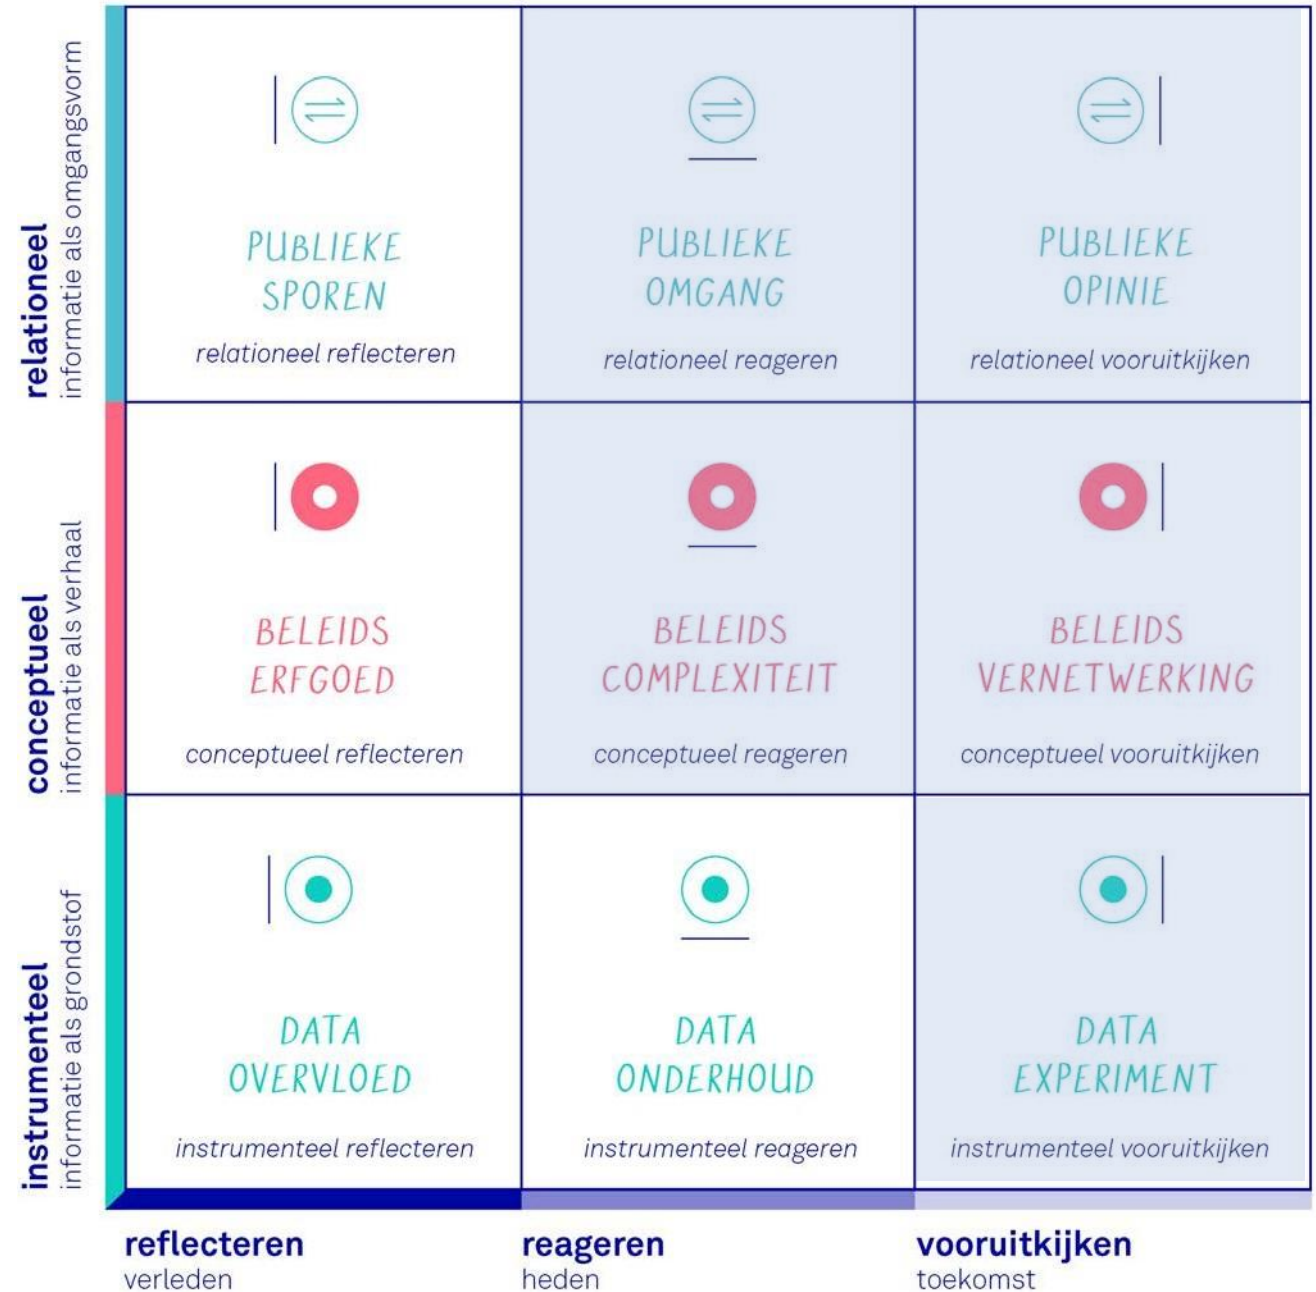 relationeel
informatie als omgangsvorm
PUBLIEKE
SPOREN
relationeel reflecteren
PUBLIEKE
OMGANG
relationeel reageren
PUBLIEKE
OPINIE
relationeel vooruitkijken
conceptueel
informatie als verhaal
BELEIDS
ERFGOED
conceptueel reflecteren
BELEIDS
COMPLEXITEIT
conceptueel reageren
BELEIDS
VERNETWERKING
conceptueel vooruitkijken
instrumenteel
informatie als grondstof
DATA
OVERVLOED
instrumenteel reflecteren
DATA
ONDERHOUD
instrumenteel reageren
DATA
EXPERIMENT
instrumenteel vooruitkijken
reflecteren
verleden
reageren
heden
vooruitkijken
toekomst